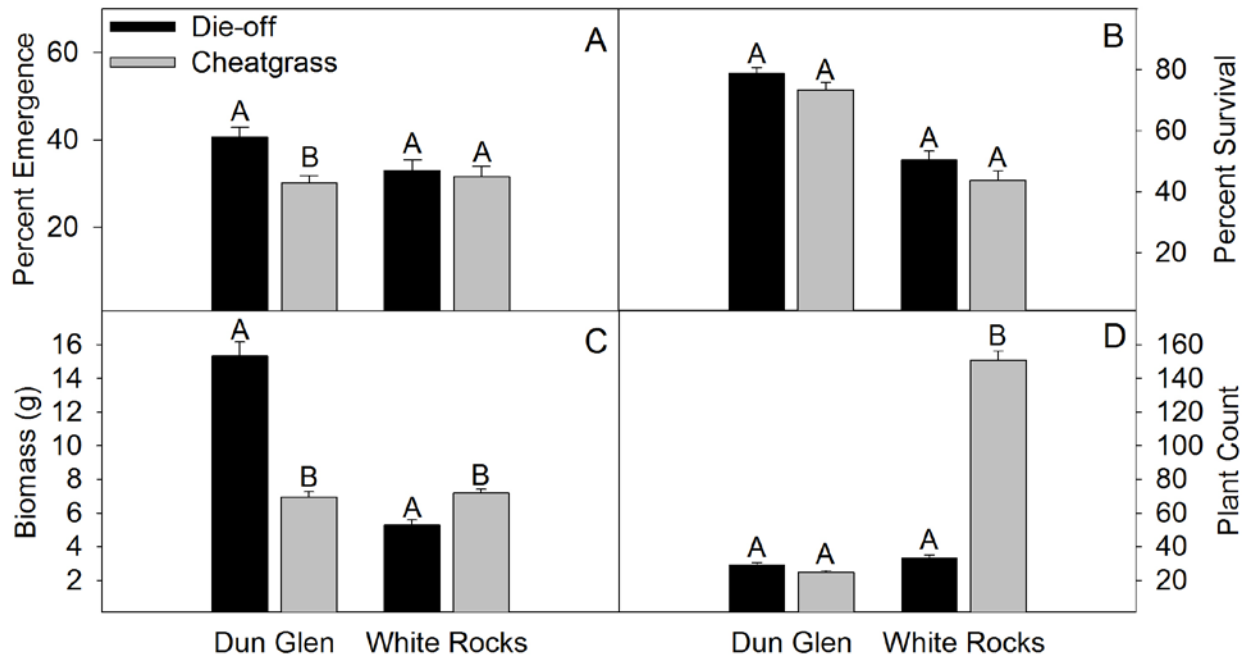 Die-off
Cheatgrass
A
Percent Emergence
60
40
20
A
B
A
A
B
Percent Survival
80
60
40
20
A
A
A
A
C
Biomass (g)
16
14
12
10
8
6
4
2
A
B
A
B
D
Plant Count
160
140
120
100
80
60
40
20
A
A
A
B
Dun Glen White Rocks
Dun Glen White Rocks